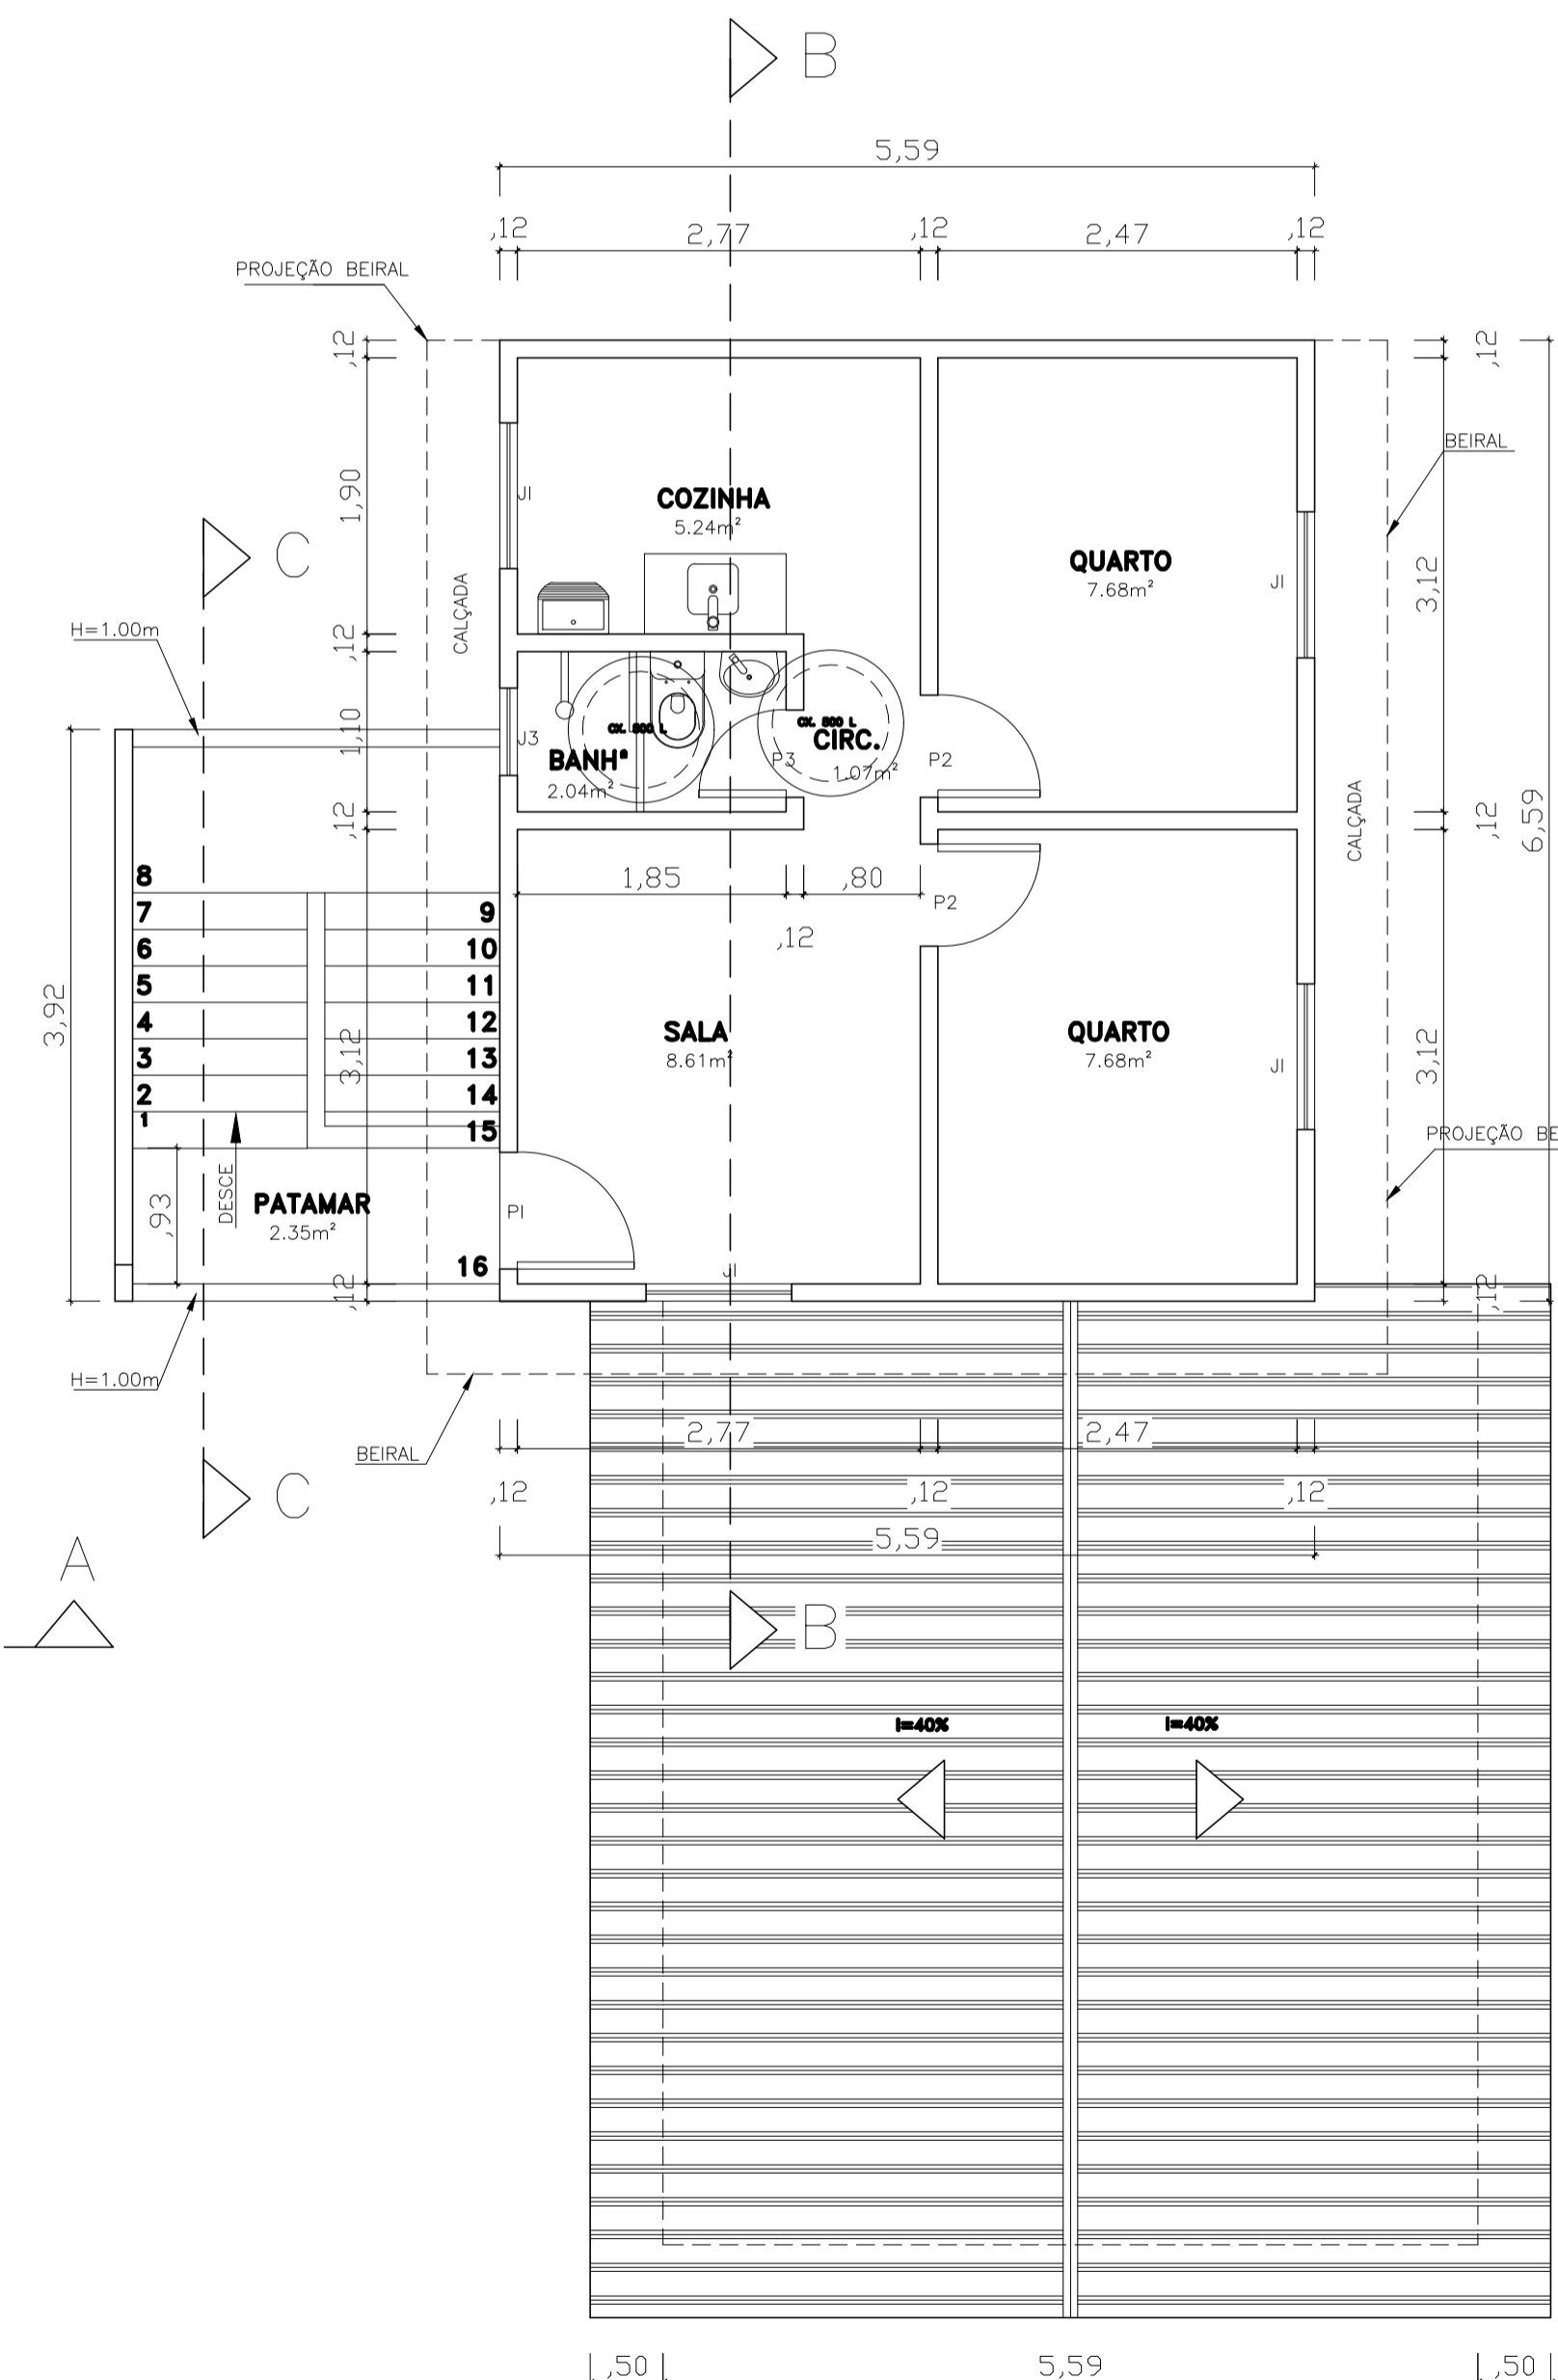 B
5,59
,12
2,77
,12
2,47
,12
PROJEÇÃO BEIRAL
,12
,12
BEIRAL
1,90
JI
COZINHA
5.24m²
C
QUARTO
7.68m²
JI
3,12
CALÇADA
H=1.00m
,12
1,10
J3
CX. 500 L
BANHº
2.04m²
P3
CX. 500 L
CIRC.
1.07m²
P2
,12
CALÇADA
,12
6,59
8
7
6
5
4
3
2
1
9
10
11
12
13
14
15
16
1,85
,80
,12
P2
3,92
3,12
SALA
8.61m²
QUARTO
7.68m²
JI
3,12
PROJEÇÃO BE
DESCE
,93
PATAMAR
2.35m²
PI
JI
,12
,12
H=1.00m
BEIRAL
2,77
2,47
C
,12
,12
,12
5,59
A
B
i=40%
i=40%
,50
5,59
,50